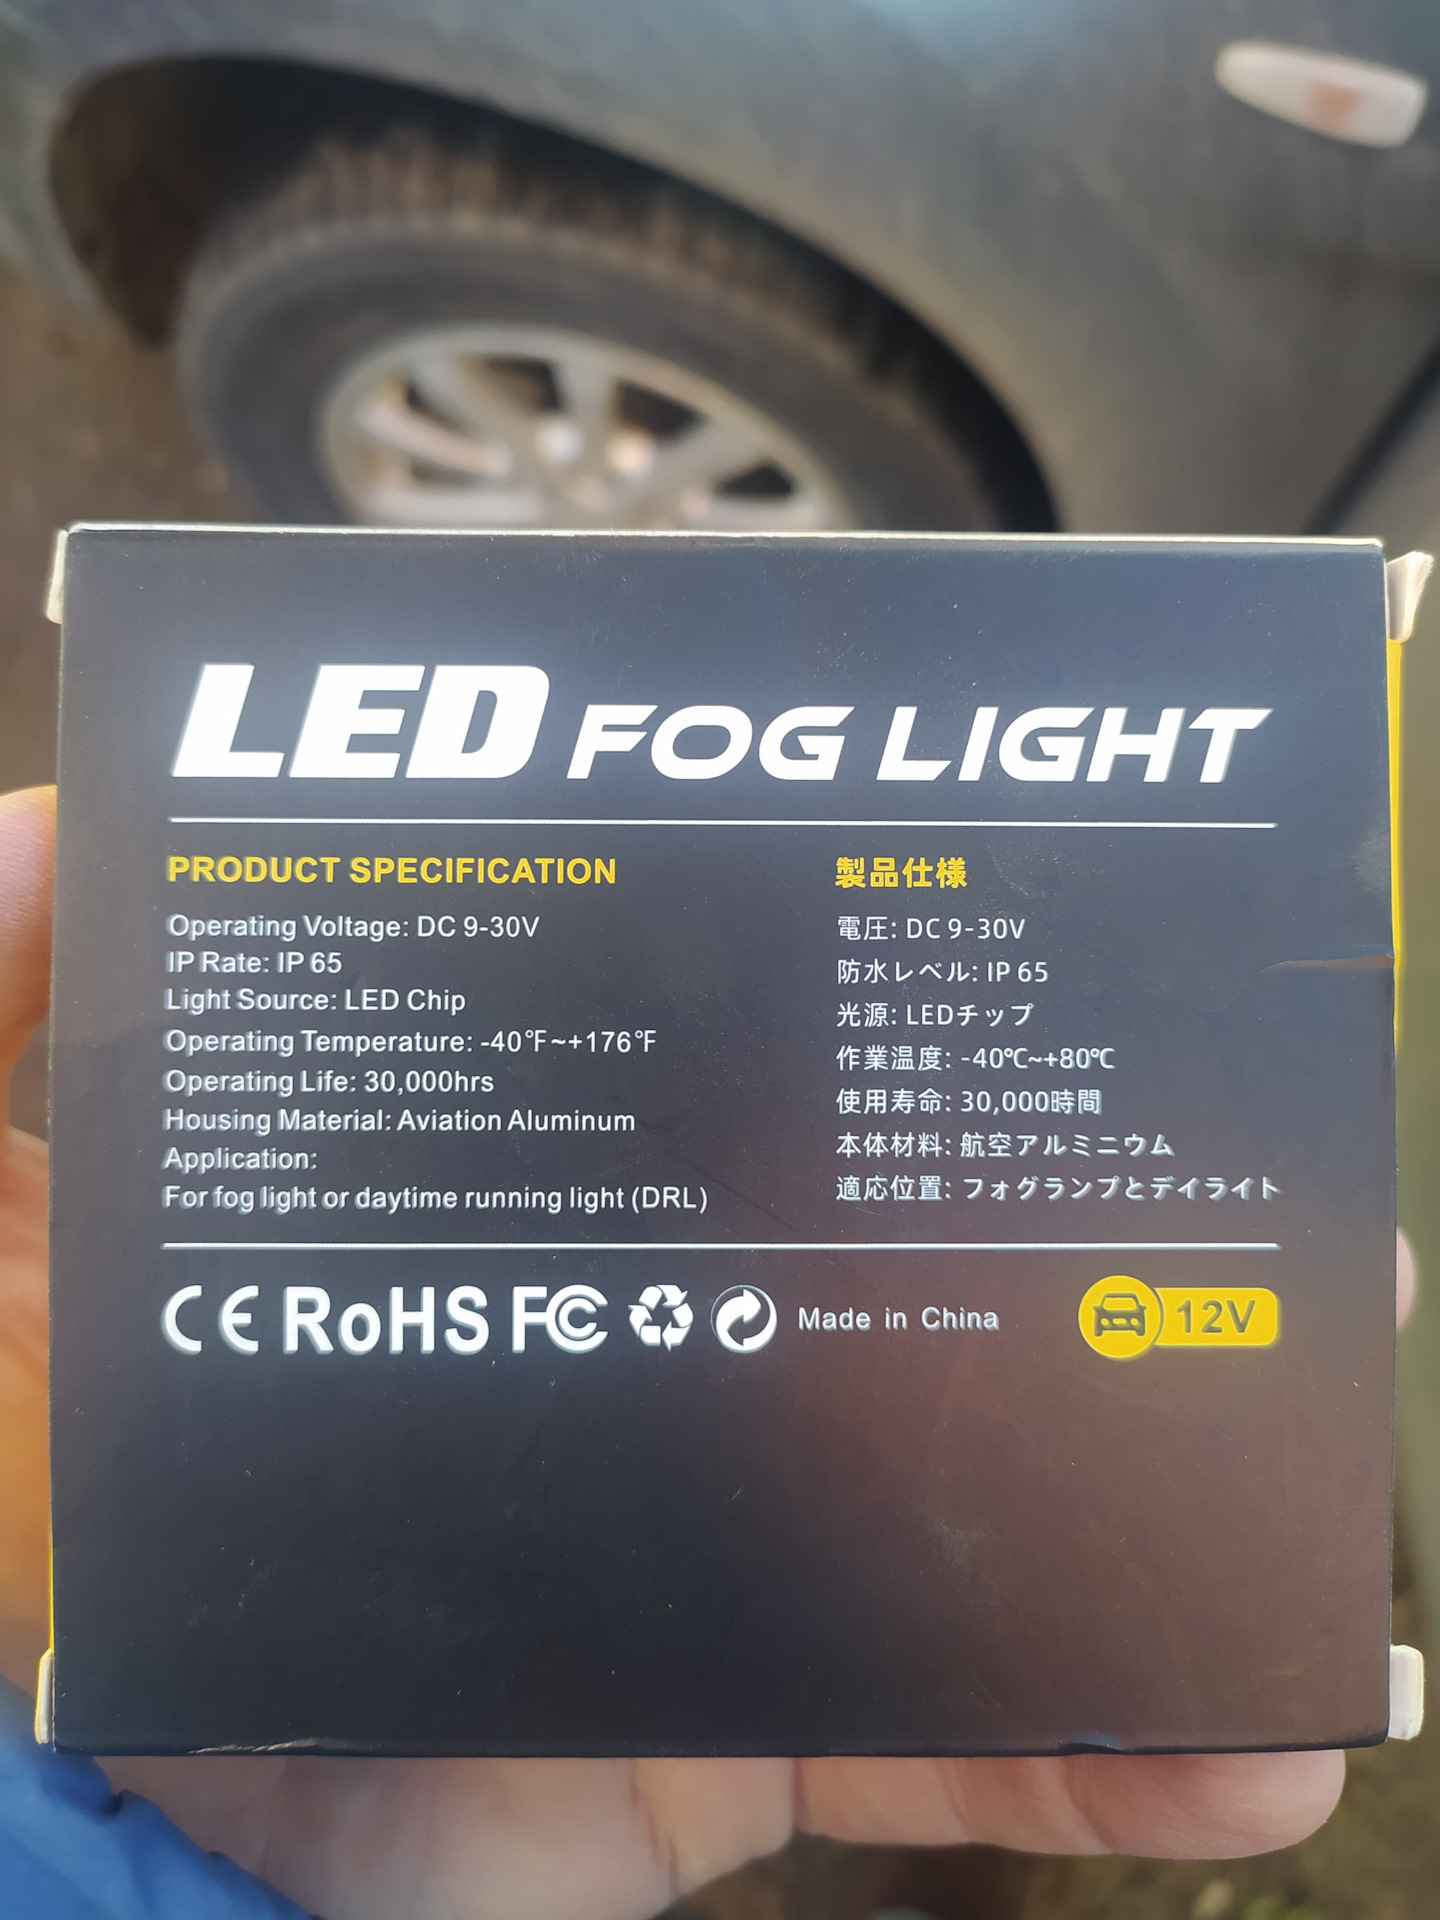 LED FOG LIGHT
PRODUCT SPECIFICATION
Operating Voltage: DC 9-30V
IP Rate: IP 65
Light Source: LED Chip
Operating Temperature: -40°F~+176°F
Operating Life: 30,000hrs
Housing Material: Aviation Aluminum
Application:
For fog light or daytime running light (DRL)
製品仕様
電圧: DC 9-30V
防水レベル: IP 65
光源: LEDチップ
作業温度: -40℃~+80℃
使用寿命: 30,000時間
本体材料: 航空アルミニウム
適応位置: フォグランプとデイライト
CE RoHS FC Made in China 12V